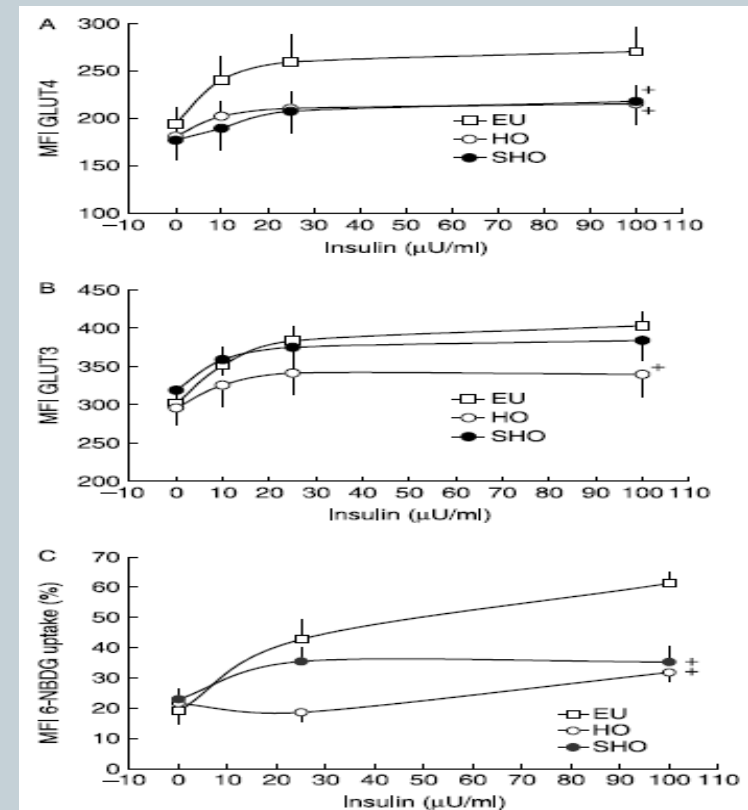 A
300
250
200
150
100
MFI GLUT4
EU
HO
SHO
+
+
−10 0 10 20 30 40 50 60 70 80 90 100 110
Insulin (µU/ml)
B
450
400
350
300
250
200
MFI GLUT3
EU
HO
SHO
+
−10 0 10 20 30 40 50 60 70 80 90 100 110
Insulin (µU/ml)
C
70
60
50
40
30
20
10
0
MFI 6-NBDG uptake (%)
EU
HO
SHO
+
+
−10 0 10 20 30 40 50 60 70 80 90 100 110
Insulin (µU/ml)